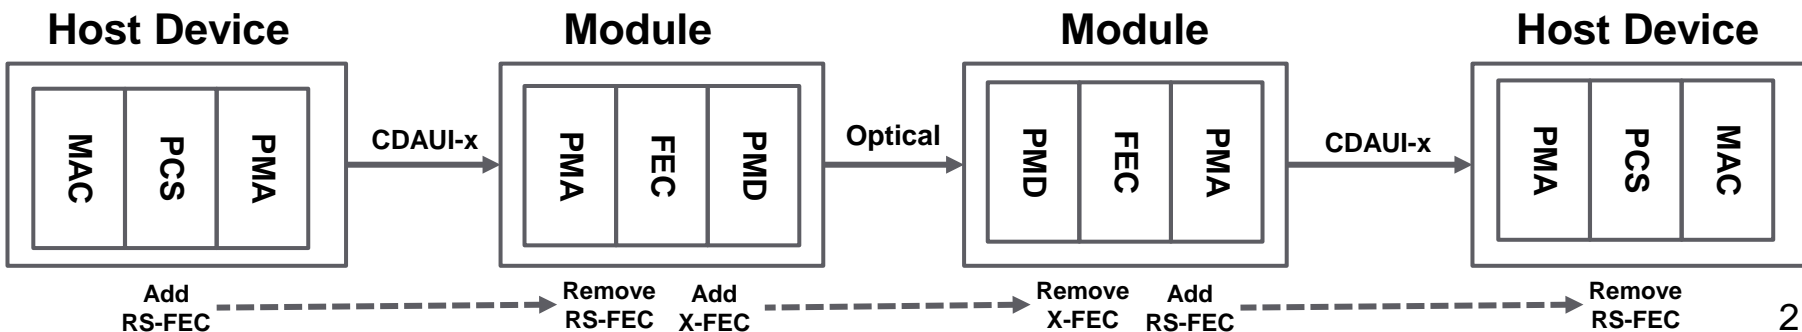 Host Device
Module
Module
Host Device
MAC
PCS
PMA
CDAUI-x
PMA
FEC
PMD
Optical
PMD
FEC
PMA
CDAUI-x
PMA
PCS
MAC
Add
RS-FEC
Remove
RS-FEC
Add
X-FEC
Remove
X-FEC
Add
RS-FEC
Remove
RS-FEC
2